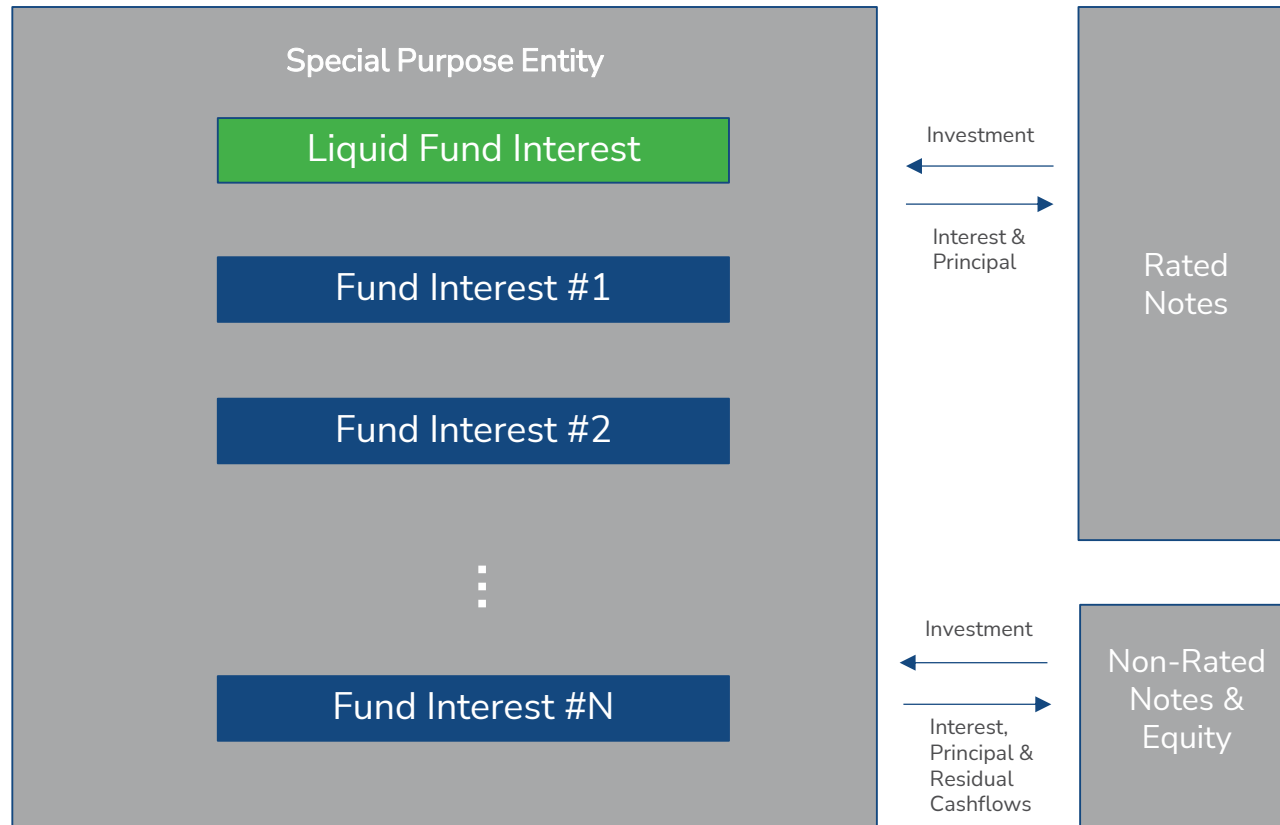 Special Purpose Entity
Liquid Fund Interest
Fund Interest #1
Fund Interest #2
Fund Interest #N
Investment
Interest &
Principal
Rated
Notes
Investment
Interest,
Principal &
Residual
Cashflows
Non-Rated
Notes &
Equity